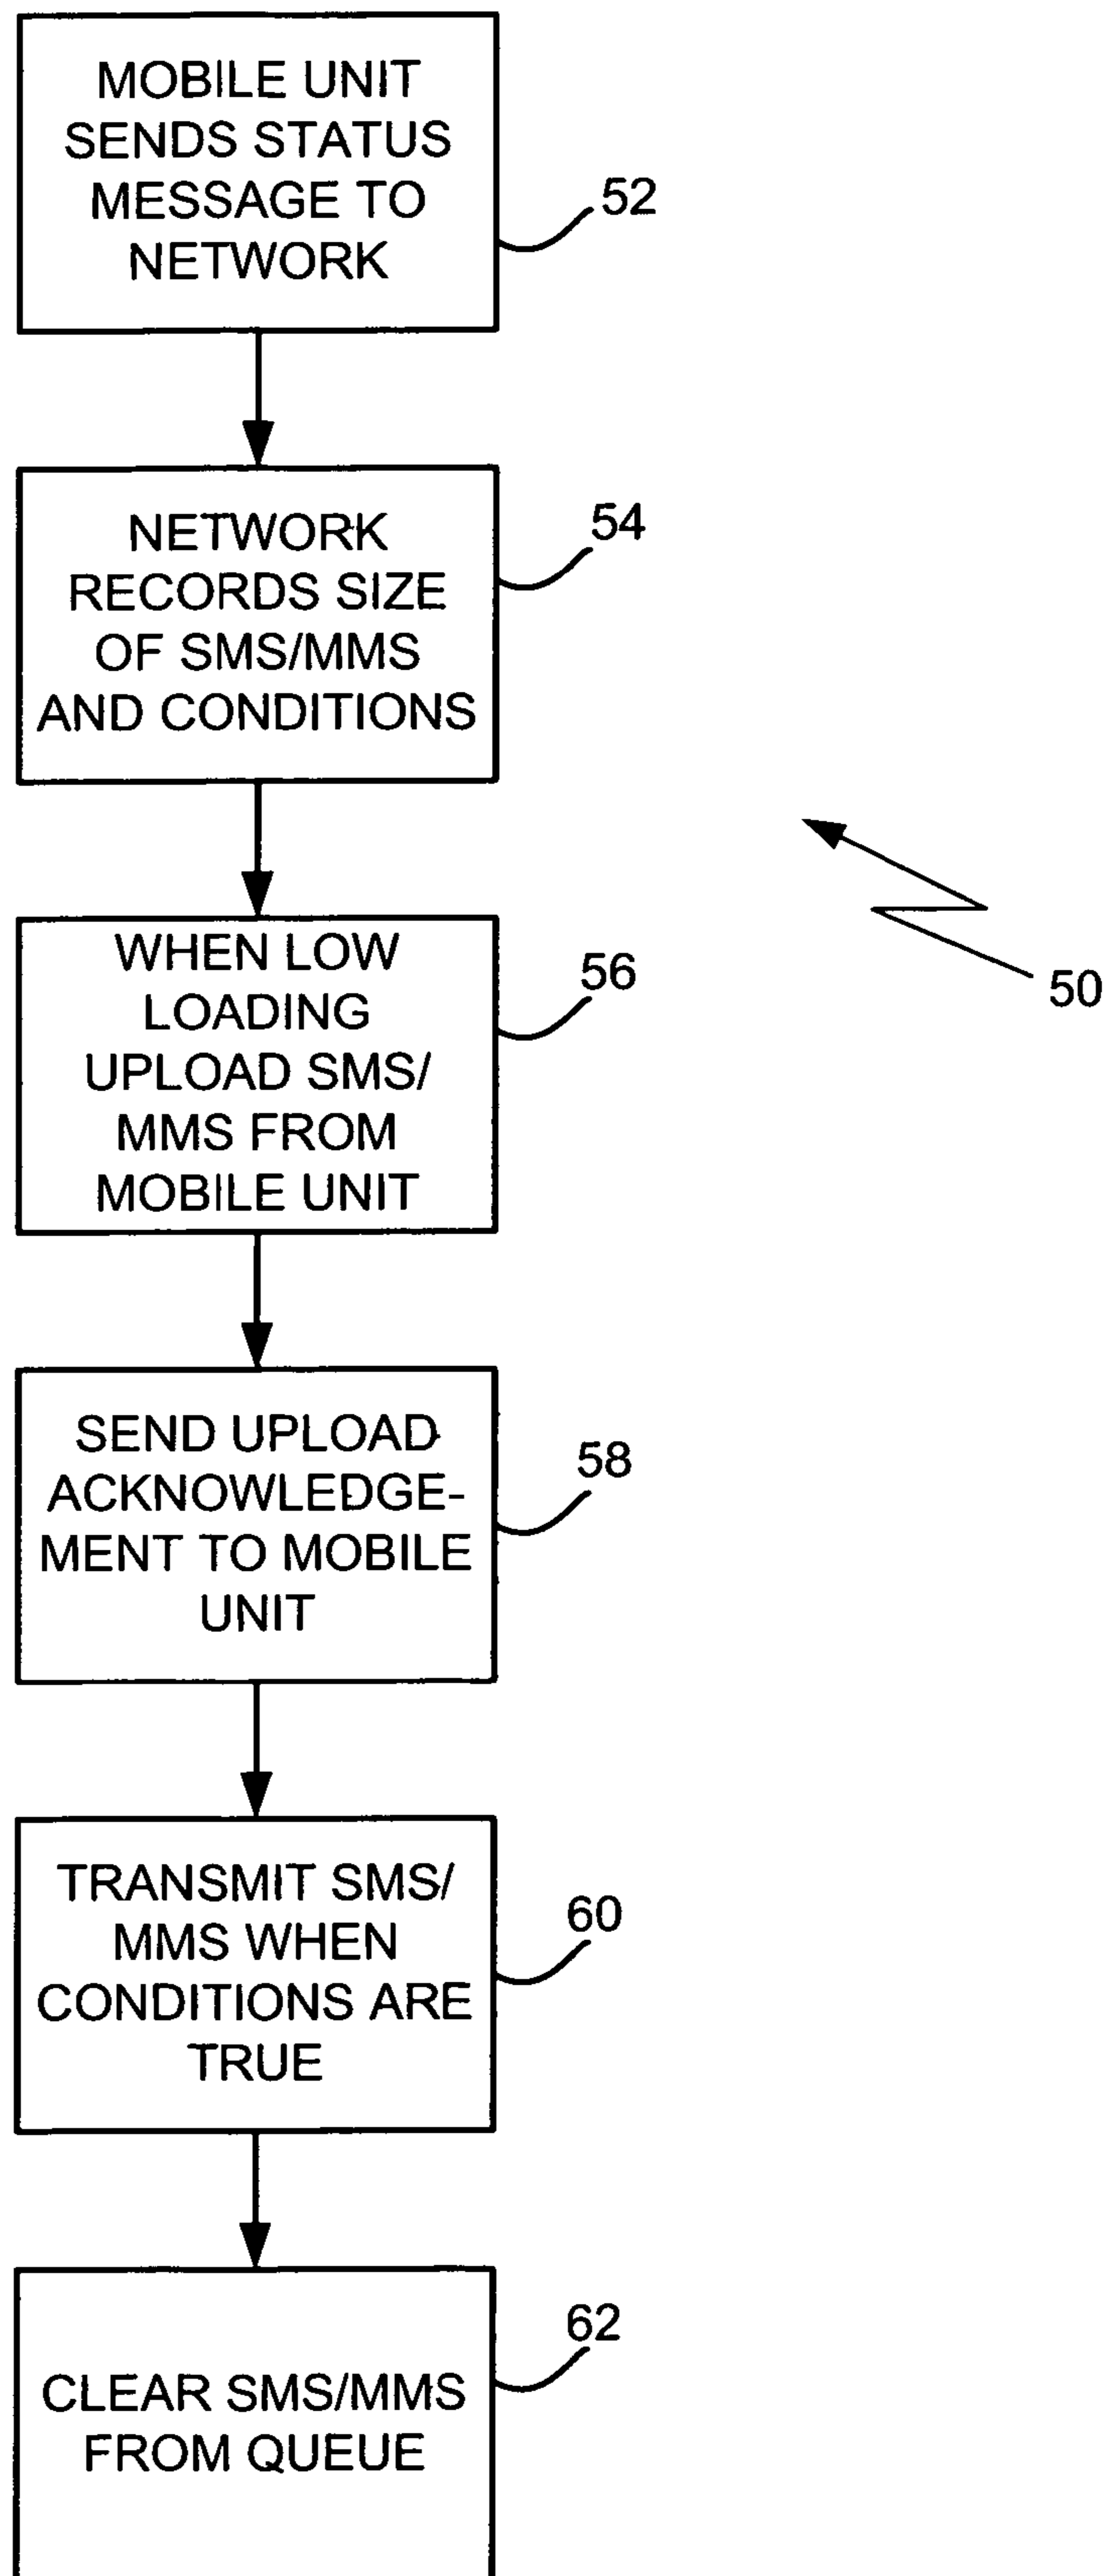 MOBILE UNIT
SENDS STATUS
MESSAGE TO
NETWORK
52
NETWORK
RECORDS SIZE
OF SMS/MMS
AND CONDITIONS
54
WHEN LOW
LOADING
UPLOAD SMS/
MMS FROM
MOBILE UNIT
56
50
SEND UPLOAD
ACKNOWLEDGE-
MENT TO MOBILE
UNIT
58
TRANSMIT SMS/
MMS WHEN
CONDITIONS ARE
TRUE
60
CLEAR SMS/MMS
FROM QUEUE
62